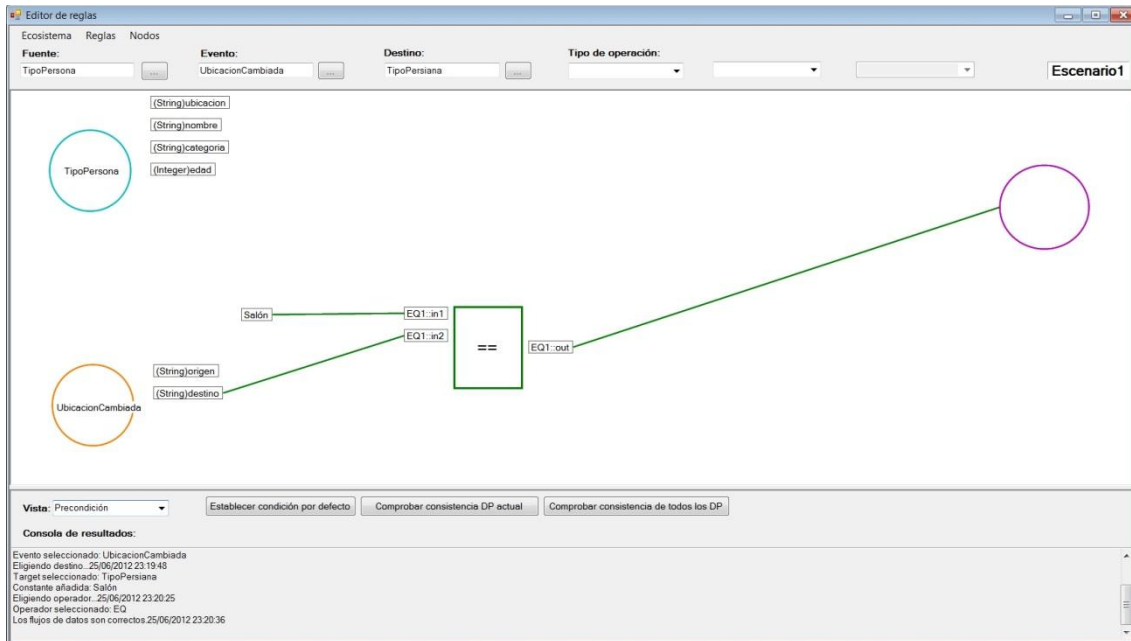 Editor de reglas
Ecosistema Reglas Nodos
Fuente: Evento: Destino: Tipo de operación:
TipoPersona ... UbicacionCambiada ... TipoPersiana ... Escenario1
(String)ubicacion
(String)nombre
(String)categoria
TipoPersona (Integer)edad
Salón EQ1::in1
EQ1::in2
== EQ1::out
(String)origen
(String)destino
UbicacionCambiada
Vista: Precondición Establecer condición por defecto Comprobar consistencia DP actual Comprobar consistencia de todos los DP
Consola de resultados:
Evento seleccionado: UbicacionCambiada
Eligiendo destino...25/06/2012 23:19:48
Target seleccionado: TipoPersiana
Constante añadida: Salón
Eligiendo operador...25/06/2012 23:20:25
Operador seleccionado: EQ
Los flujos de datos son correctos.25/06/2012 23:20:36